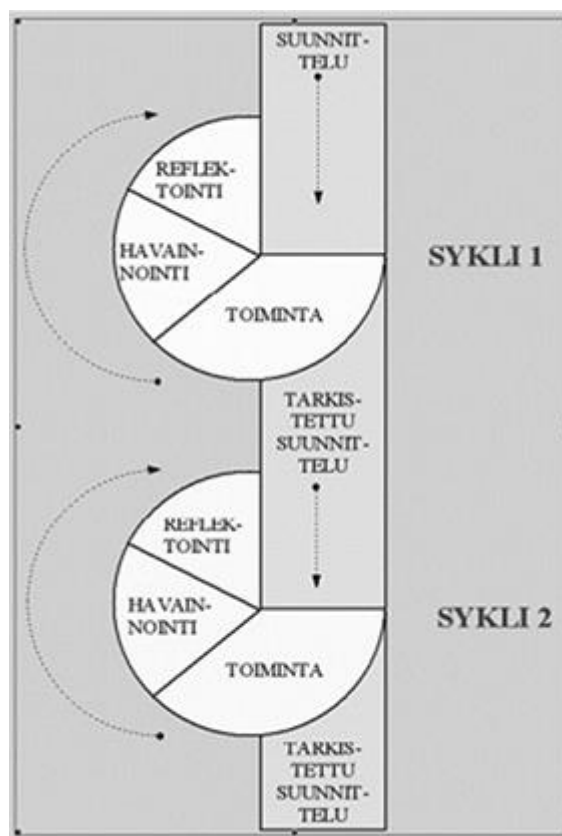 SUUNNIT-
TELU
REFLEK-
TOINTI
HAVAIN-
NOINTI
TOIMINTA
SYKLI 1
TARKIS-
TETTU
SUUNNIT-
TELU
REFLEK-
TOINTI
HAVAIN-
NOINTI
TOIMINTA
SYKLI 2
TARKIS-
TETTU
SUUNNIT-
TELU